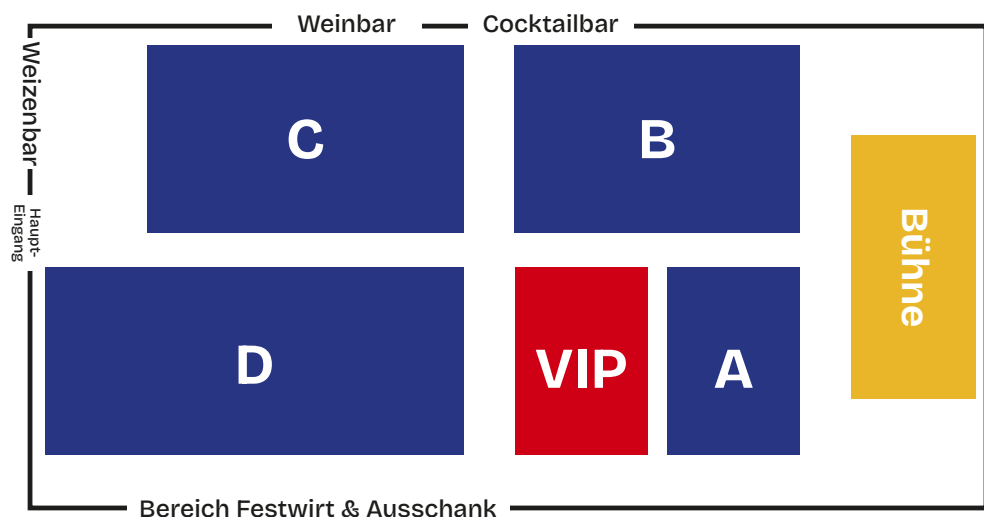 Weinbar
Cocktailbar
Weizenbar
C
B
Haupt-
Eingang
Bühne
D
VIP
A
Bereich Festwirt & Ausschank